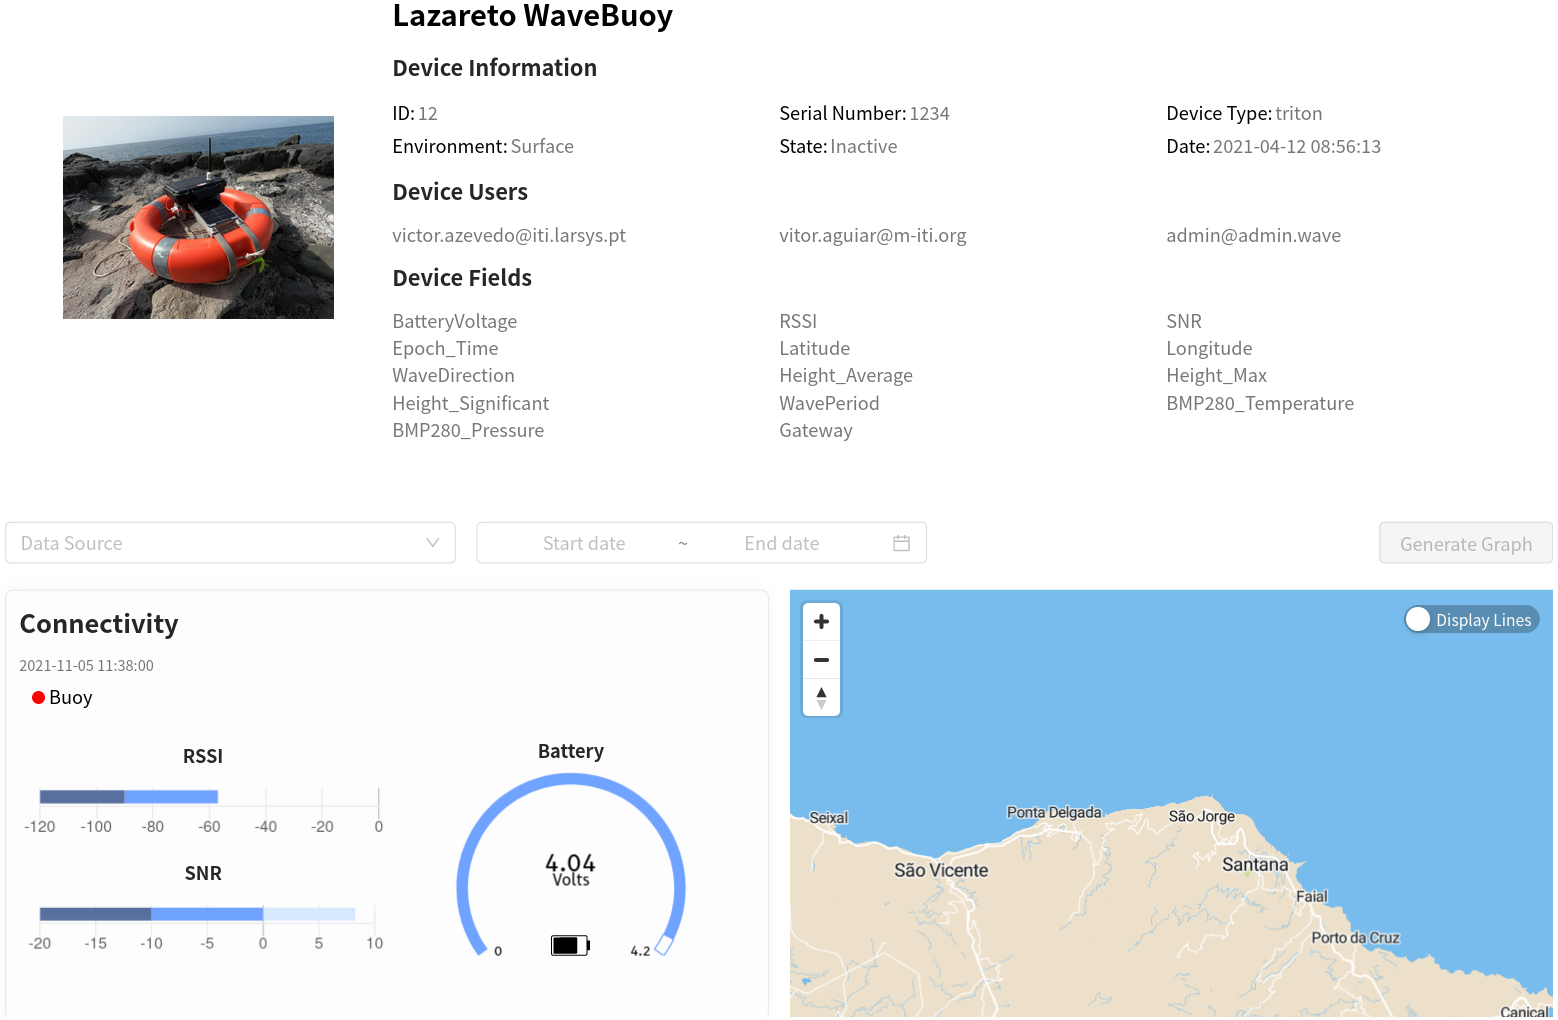 Lazareto WaveBuoy
Device Information
ID: 12 Serial Number: 1234 Device Type: triton
Environment: Surface State: Inactive Date: 2021-04-12 08:56:13
Device Users
victor.azevedo@iti.larsys.pt vitor.aguiar@m-iti.org admin@admin.wave
Device Fields
BatteryVoltage RSSI SNR
Epoch_Time Latitude Longitude
WaveDirection Height_Average Height_Max
Height_Significant WavePeriod BMP280_Temperature
BMP280_Pressure Gateway
Data Source Start date ~ End date Generate Graph
Connectivity
2021-11-05 11:38:00
Buoy
RSSI
-120 -100 -80 -60 -40 -20 0
SNR
-20 -15 -10 -5 0 5 10
Battery
4.04
Volts
0 4.2
Display Lines
Seixal
Ponta Delgada
São Jorge
São Vicente
Santana
Faial
Porto da Cruz
Caniçal